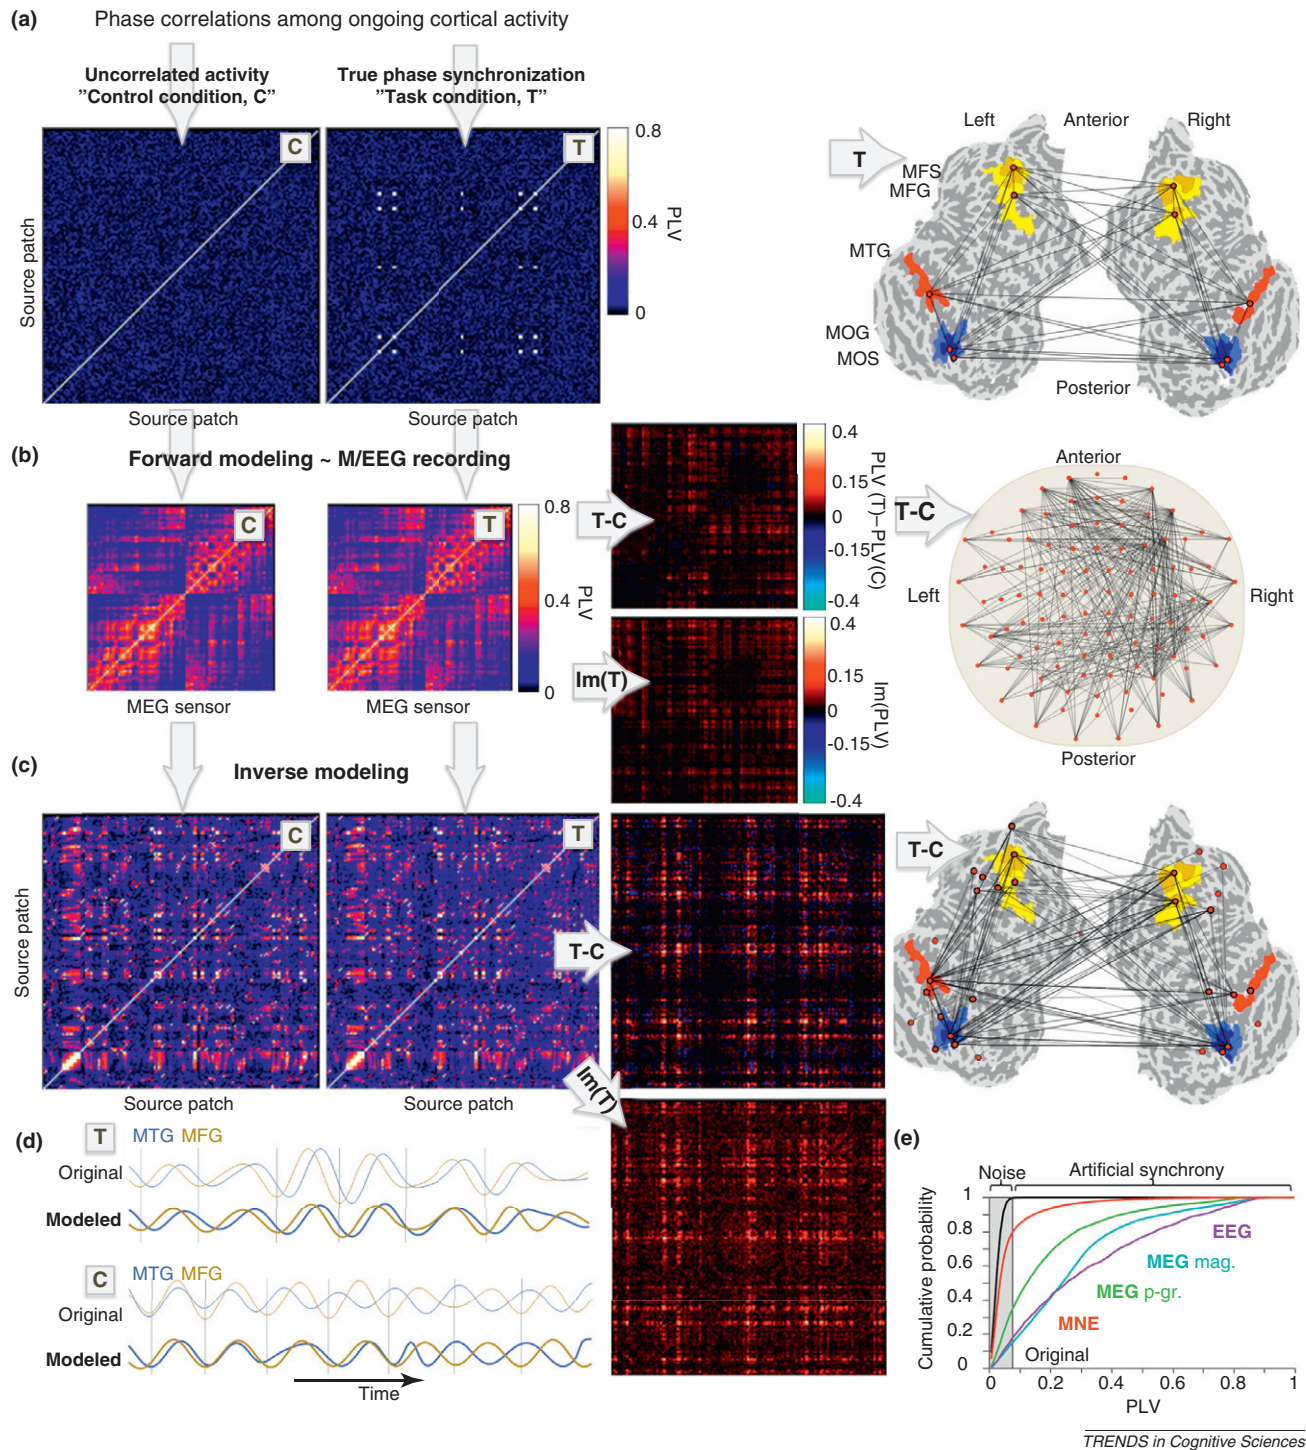 (a) Phase correlations among ongoing cortical activity
Uncorrelated activity
"Control condition, C"
True phase synchronization
"Task condition, T"
C
T
0.8
0.4
0
PLV
Source patch
Source patch
Source patch
T
Left
Anterior
Right
MFS
MFG
MTG
MOG
MOS
Posterior
(b)
Forward modeling ~ M/EEG recording
C
T
0.8
0.4
0
PLV
MEG sensor
MEG sensor
T-C
0.4
0.15
0
-0.15
-0.4
PLV (T)–PLV(C)
Im(T)
0.4
0.15
0
-0.15
-0.4
Im(PLV)
T-C
Anterior
Left
Right
Posterior
(c)
Inverse modeling
C
T
Source patch
Source patch
Source patch
T-C
Im(T)
T-C
(d)
T
MTG MFG
Original
Modeled
C
MTG MFG
Original
Modeled
Time
(e)
Noise
Artificial synchrony
1
0.8
0.6
0.4
0.2
0
Cumulative probability
EEG
MEG mag.
MEG p-gr.
MNE
Original
0
0.2
0.4
0.6
0.8
1
PLV
TRENDS in Cognitive Sciences